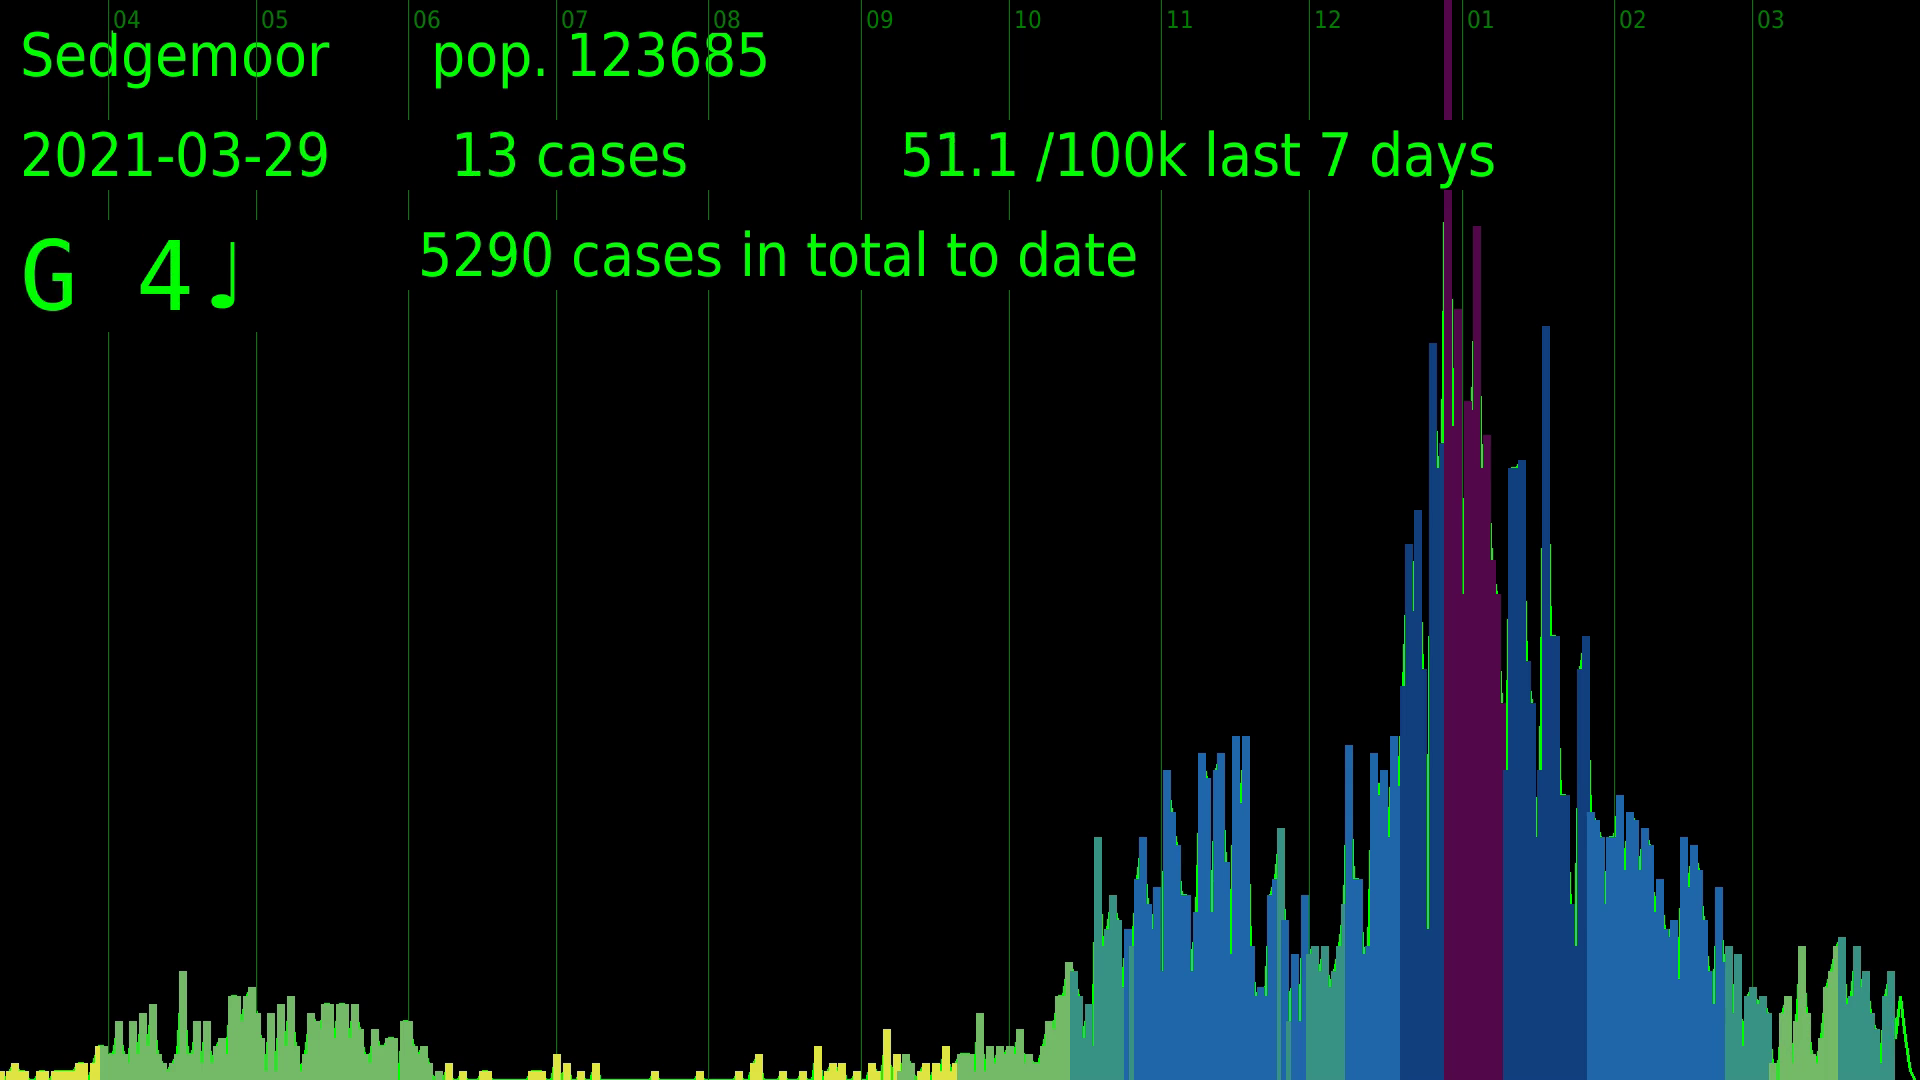 04 05 06 07 08 09 10 11 12 01 02 03
Sedgemoor pop. 123685
2021-03-29 13 cases 51.1 /100k last 7 days
G 4♩ 5290 cases in total to date